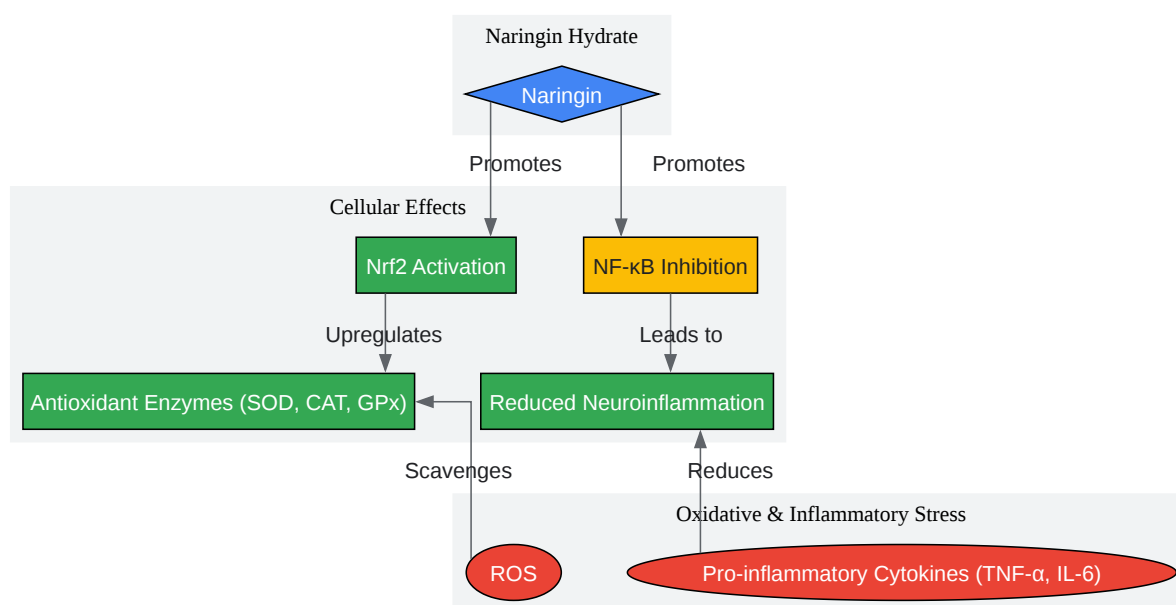 Naringin Hydrate
Naringin
Promotes
Promotes
Cellular Effects
Nrf2 Activation
NF-κB Inhibition
Upregulates
Leads to
Antioxidant Enzymes (SOD, CAT, GPx)
Reduced Neuroinflammation
Scavenges
Reduces
Oxidative & Inflammatory Stress
ROS
Pro-inflammatory Cytokines (TNF-α, IL-6)